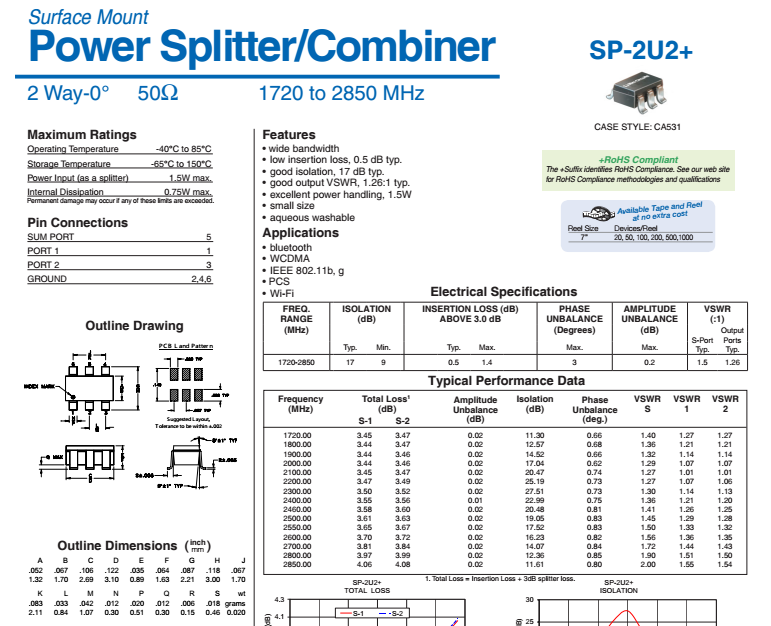 Surface Mount
Power Splitter/Combiner
2 Way-0° 50Ω 1720 to 2850 MHz
SP-2U2+
CASE STYLE: CA531
+RoHS Compliant
The +Suffix identifies RoHS Compliance. See our web site
for RoHS Compliance methodologies and qualifications
Available Tape and Reel
at no extra cost
Reel Size Devices/Reel
7" 20, 50, 100, 200, 500,1000
Maximum Ratings
Operating Temperature -40°C to 85°C
Storage Temperature -65°C to 150°C
Power Input (as a splitter) 1.5W max.
Internal Dissipation 0.75W max.
Permanent damage may occur if any of these limits are exceeded.
Pin Connections
SUM PORT 5
PORT 1 1
PORT 2 3
GROUND 2,4,6
Features
• wide bandwidth
• low insertion loss, 0.5 dB typ.
• good isolation, 17 dB typ.
• good output VSWR, 1.26:1 typ.
• excellent power handling, 1.5W
• small size
• aqueous washable
Applications
• bluetooth
• WCDMA
• IEEE 802.11b, g
• PCS
• Wi-Fi
Outline Drawing
PCB Land Pattern
INDEX MARK
Suggested Layout,
Tolerance to be within ±.002
Outline Dimensions (inch
mm)
A B C D E F G H J
.052 .067 .106 .122 .035 .064 .087 .118 .067
1.32 1.70 2.69 3.10 0.89 1.63 2.21 3.00 1.70
K L M N P Q R S wt
.083 .033 .042 .012 .020 .012 .006 .018 grams
2.11 0.84 1.07 0.30 0.51 0.30 0.15 0.46 0.020
Electrical Specifications
FREQ. RANGE (MHz) ISOLATION (dB) INSERTION LOSS (dB) ABOVE 3.0 dB PHASE UNBALANCE (Degrees) AMPLITUDE UNBALANCE (dB) VSWR (:1)
Typ. Min. Typ. Max. Max. Max. S-Port Typ. Output Ports Typ.
1720-2850 17 9 0.5 1.4 3 0.2 1.5 1.26
Typical Performance Data
Frequency (MHz) Total Loss¹ (dB) Amplitude Unbalance (dB) Isolation (dB) Phase Unbalance (deg.) VSWR S VSWR 1 VSWR 2
S-1 S-2
1720.00 3.45 3.47 0.02 11.30 0.66 1.40 1.27 1.27
1800.00 3.44 3.47 0.02 12.57 0.68 1.36 1.21 1.21
1900.00 3.44 3.46 0.02 14.52 0.66 1.32 1.14 1.14
2000.00 3.44 3.46 0.02 17.04 0.62 1.29 1.07 1.07
2100.00 3.45 3.47 0.02 20.47 0.74 1.27 1.01 1.01
2200.00 3.47 3.49 0.02 25.19 0.73 1.27 1.07 1.06
2300.00 3.50 3.52 0.02 27.51 0.73 1.30 1.14 1.13
2400.00 3.55 3.56 0.01 22.99 0.75 1.36 1.21 1.20
2460.00 3.58 3.60 0.02 20.48 0.81 1.41 1.26 1.25
2500.00 3.61 3.63 0.02 19.05 0.83 1.45 1.29 1.28
2550.00 3.65 3.67 0.02 17.52 0.83 1.50 1.33 1.32
2600.00 3.70 3.72 0.02 16.23 0.82 1.56 1.36 1.35
2700.00 3.81 3.84 0.02 14.07 0.84 1.72 1.44 1.43
2800.00 3.97 3.99 0.02 12.36 0.85 1.90 1.51 1.50
2850.00 4.06 4.08 0.02 11.61 0.80 2.00 1.55 1.54
1. Total Loss = Insertion Loss + 3dB splitter loss.
SP-2U2+
TOTAL LOSS
4.3
4.1
(dB)
S-1 S-2
SP-2U2+
ISOLATION
30
25